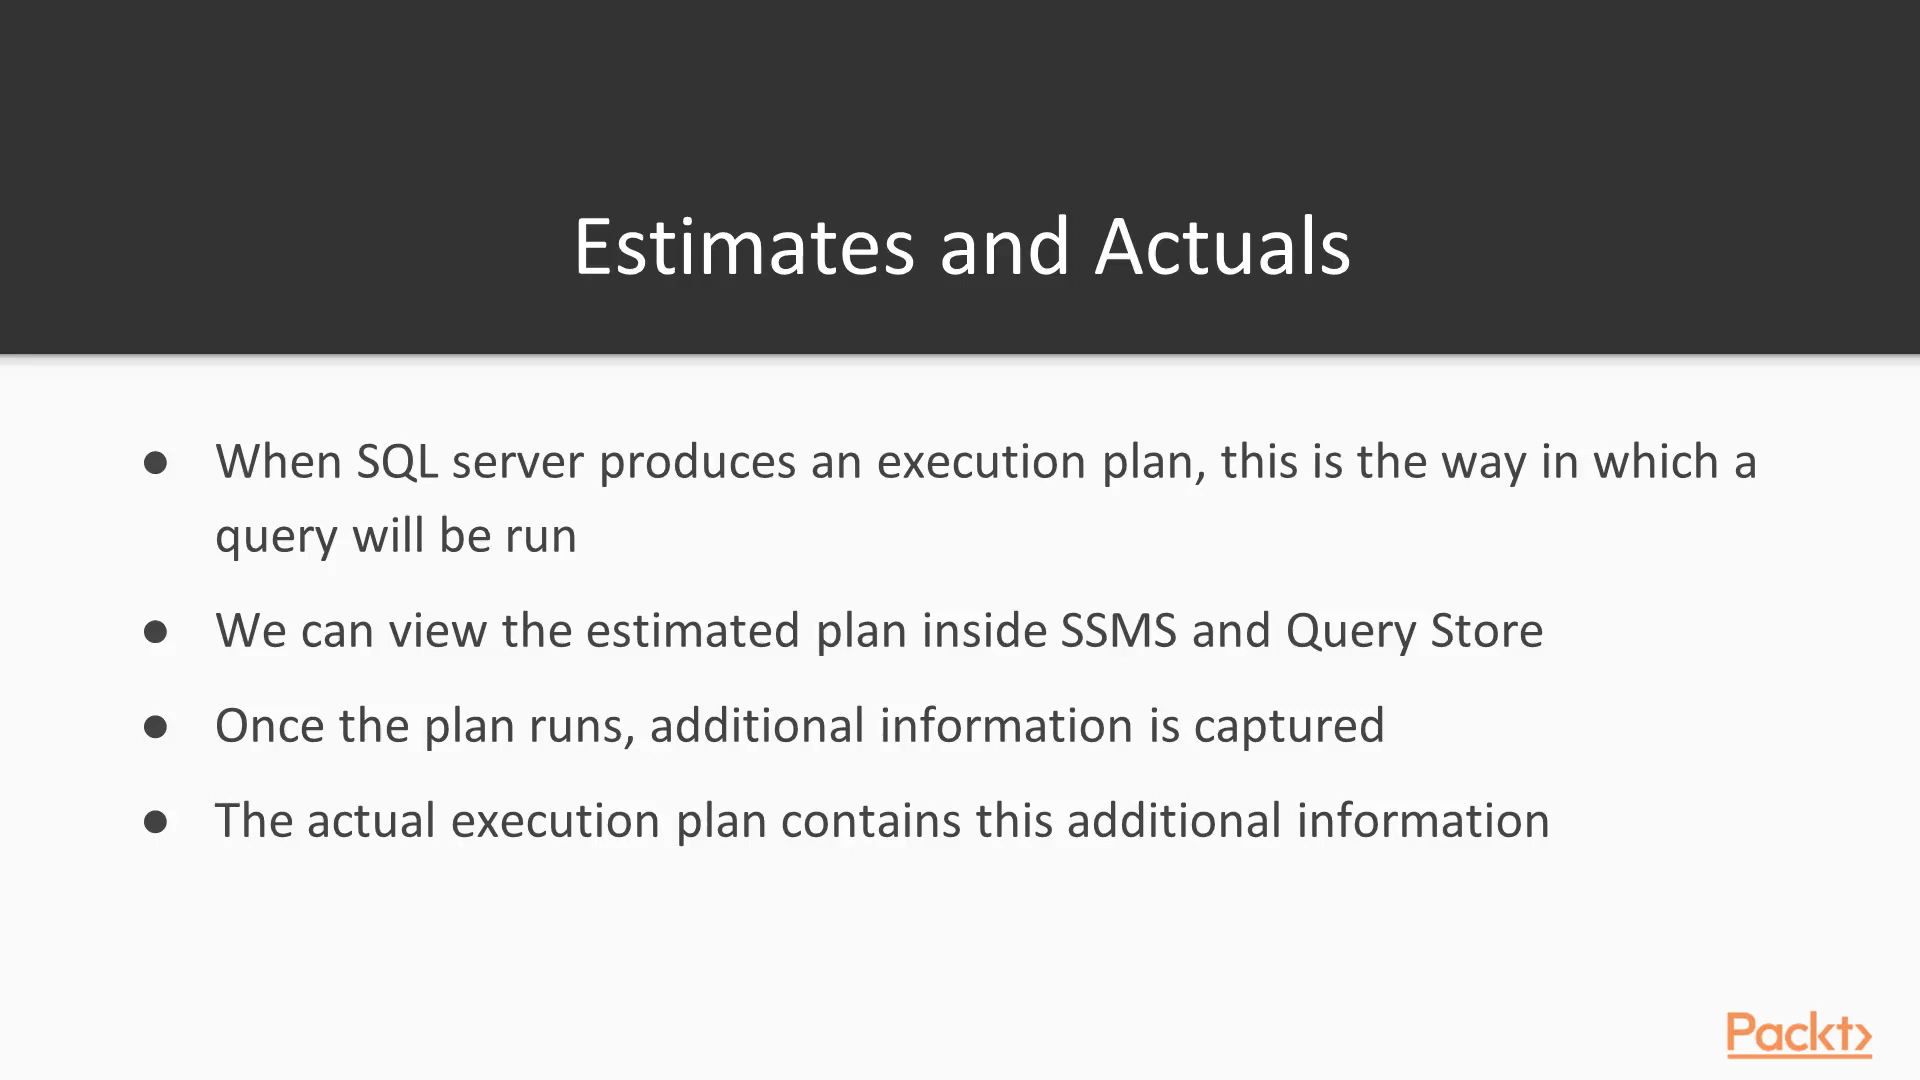 Estimates and Actuals
● When SQL server produces an execution plan, this is the way in which a
query will be run
● We can view the estimated plan inside SSMS and Query Store
● Once the plan runs, additional information is captured
● The actual execution plan contains this additional information
Packt>